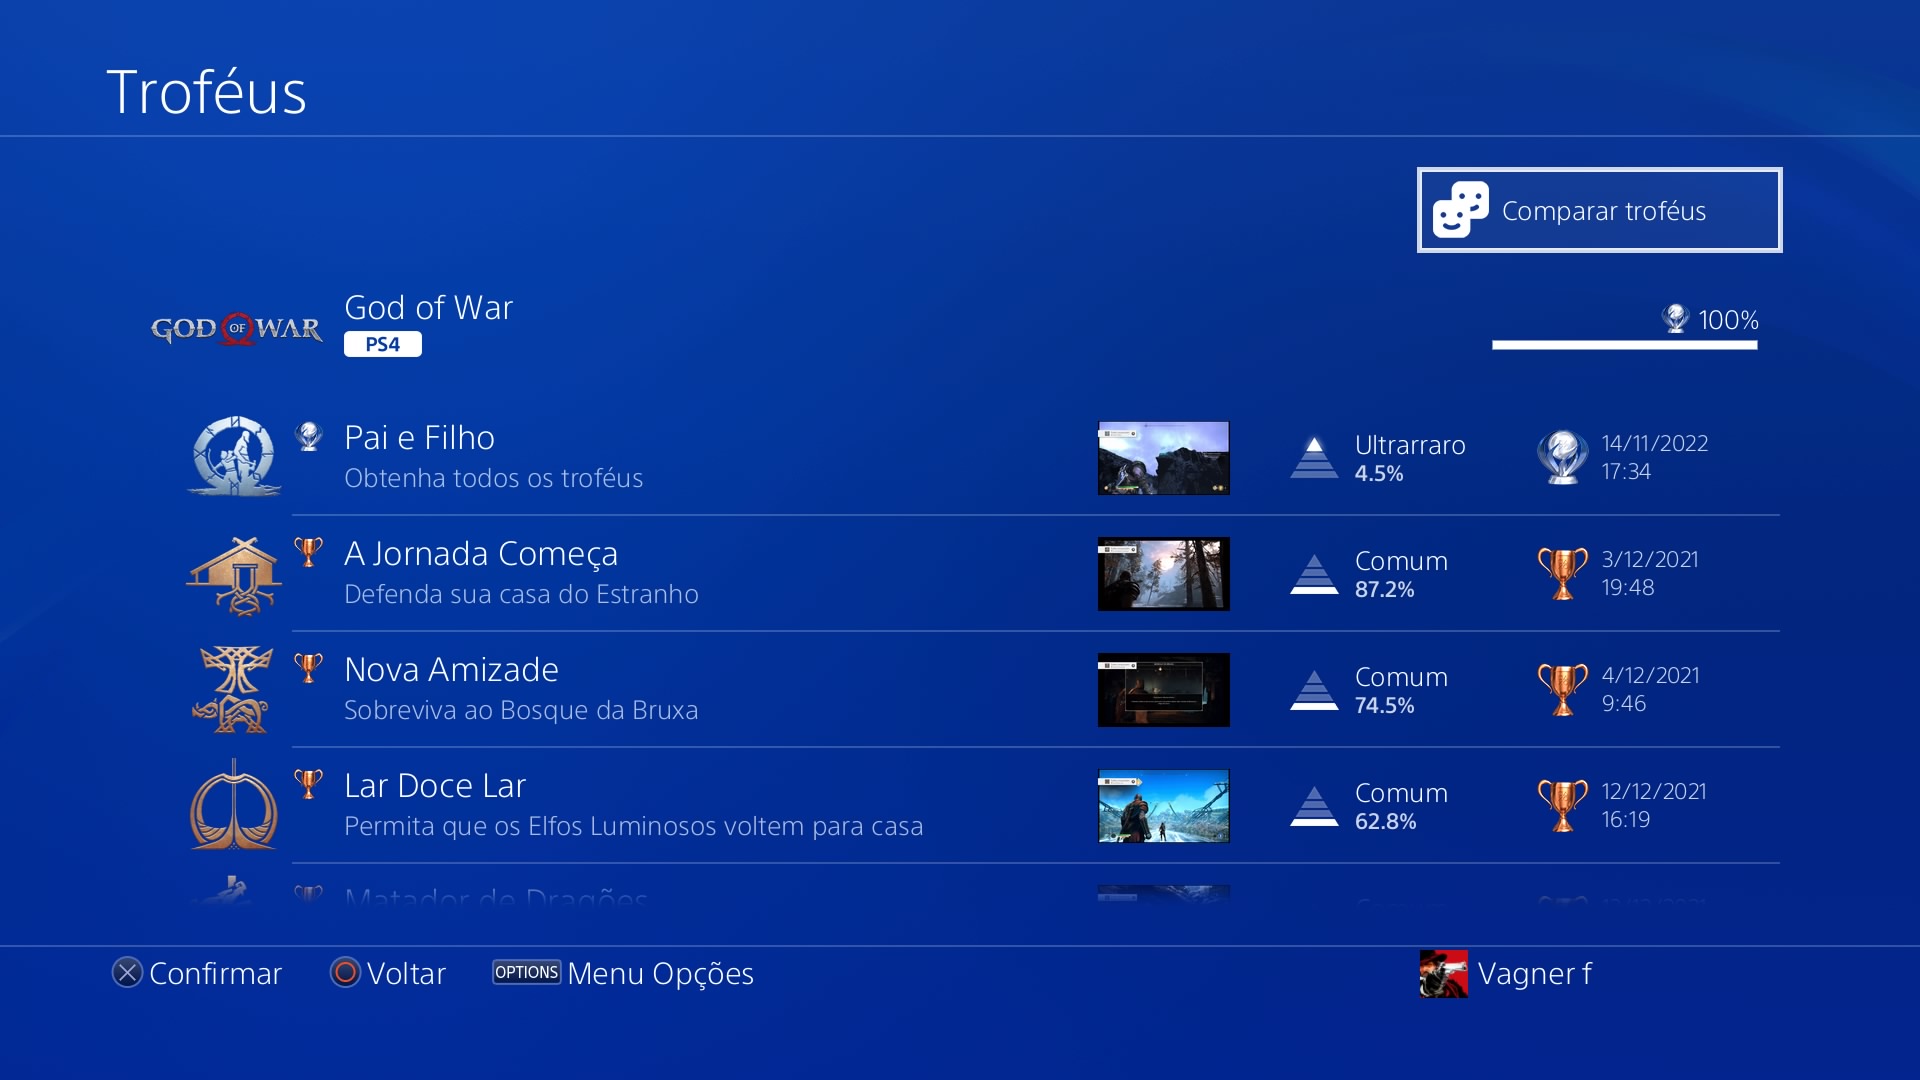 Troféus
Comparar troféus
GOD OF WAR
God of War
PS4
100%
Pai e Filho
Obtenha todos os troféus
Ultrarraro
4.5%
14/11/2022
17:34
A Jornada Começa
Defenda sua casa do Estranho
Comum
87.2%
3/12/2021
19:48
Nova Amizade
Sobreviva ao Bosque da Bruxa
Comum
74.5%
4/12/2021
9:46
Lar Doce Lar
Permita que os Elfos Luminosos voltem para casa
Comum
62.8%
12/12/2021
16:19
Matador de Dragões
Confirmar
Voltar
OPTIONS Menu Opções
Vagner f